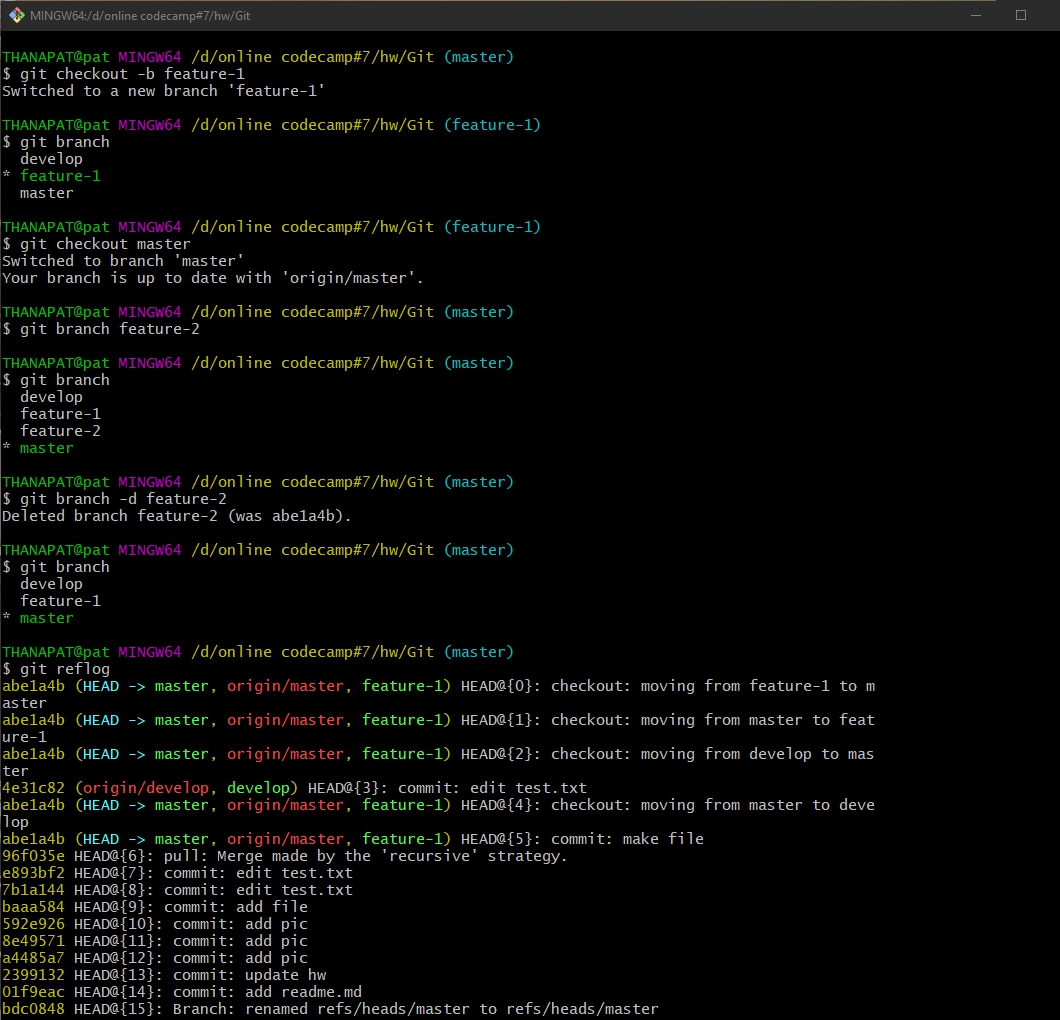 MINGW64:/d/online codecamp#7/hw/Git
THANAPAT@pat MINGW64 /d/online codecamp#7/hw/Git (master)
$ git checkout -b feature-1
Switched to a new branch 'feature-1'
THANAPAT@pat MINGW64 /d/online codecamp#7/hw/Git (feature-1)
$ git branch
  develop
* feature-1
  master
THANAPAT@pat MINGW64 /d/online codecamp#7/hw/Git (feature-1)
$ git checkout master
Switched to branch 'master'
Your branch is up to date with 'origin/master'.
THANAPAT@pat MINGW64 /d/online codecamp#7/hw/Git (master)
$ git branch feature-2
THANAPAT@pat MINGW64 /d/online codecamp#7/hw/Git (master)
$ git branch
  develop
  feature-1
  feature-2
* master
THANAPAT@pat MINGW64 /d/online codecamp#7/hw/Git (master)
$ git branch -d feature-2
Deleted branch feature-2 (was abe1a4b).
THANAPAT@pat MINGW64 /d/online codecamp#7/hw/Git (master)
$ git branch
  develop
  feature-1
* master
THANAPAT@pat MINGW64 /d/online codecamp#7/hw/Git (master)
$ git reflog
abe1a4b (HEAD -> master, origin/master, feature-1) HEAD@{0}: checkout: moving from feature-1 to m
aster
abe1a4b (HEAD -> master, origin/master, feature-1) HEAD@{1}: checkout: moving from master to feat
ure-1
abe1a4b (HEAD -> master, origin/master, feature-1) HEAD@{2}: checkout: moving from develop to mas
ter
4e31c82 (origin/develop, develop) HEAD@{3}: commit: edit test.txt
abe1a4b (HEAD -> master, origin/master, feature-1) HEAD@{4}: checkout: moving from master to deve
lop
abe1a4b (HEAD -> master, origin/master, feature-1) HEAD@{5}: commit: make file
96f035e HEAD@{6}: pull: Merge made by the 'recursive' strategy.
e893bf2 HEAD@{7}: commit: edit test.txt
7b1a144 HEAD@{8}: commit: edit test.txt
baaa584 HEAD@{9}: commit: add file
592e926 HEAD@{10}: commit: add pic
8e49571 HEAD@{11}: commit: add pic
a4485a7 HEAD@{12}: commit: add pic
2399132 HEAD@{13}: commit: update hw
01f9eac HEAD@{14}: commit: add readme.md
bdc0848 HEAD@{15}: Branch: renamed refs/heads/master to refs/heads/master